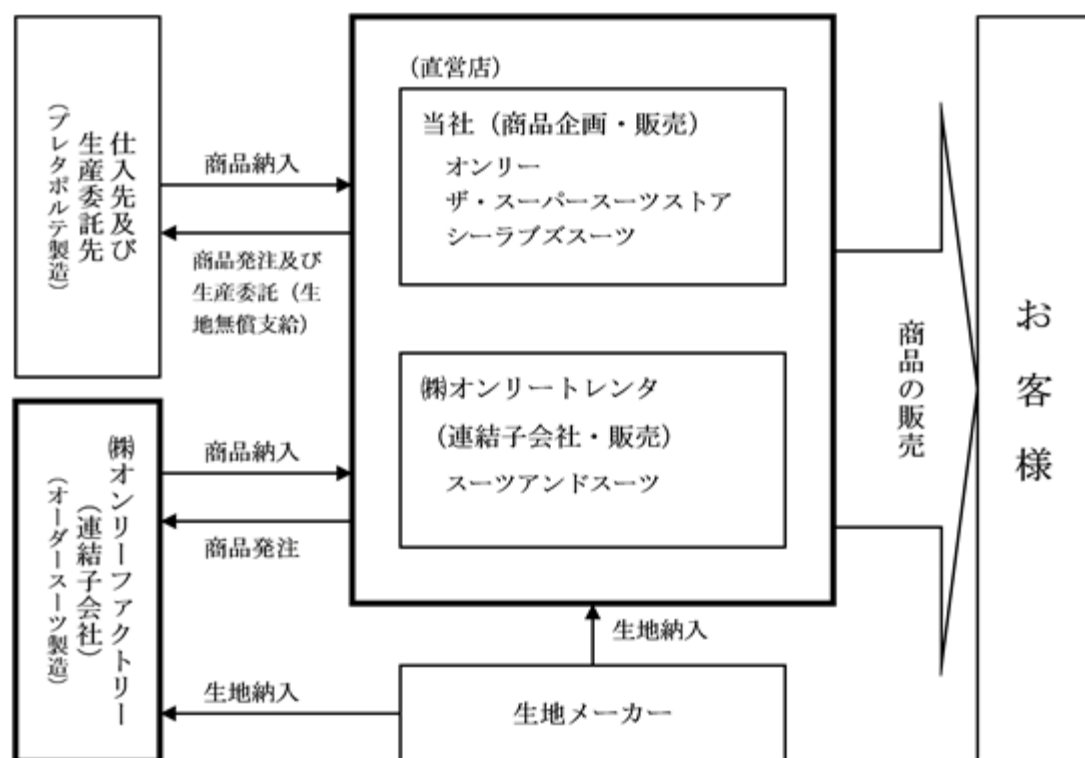 仕入先及び
生産委託先
（プレタポルテ製造）
商品納入
商品発注及び
生産委託（生
地無償支給）
㈱オンリーファクトリー
（連結子会社）
（オーダースーツ製造）
商品納入
商品発注
生地納入
（直営店）
当社（商品企画・販売）
オンリー
ザ・スーパースーツストア
シーラブズスーツ
㈱オンリートレンタ
（連結子会社・販売）
スーツアンドスーツ
生地納入
生地メーカー
商品の販売
お客様